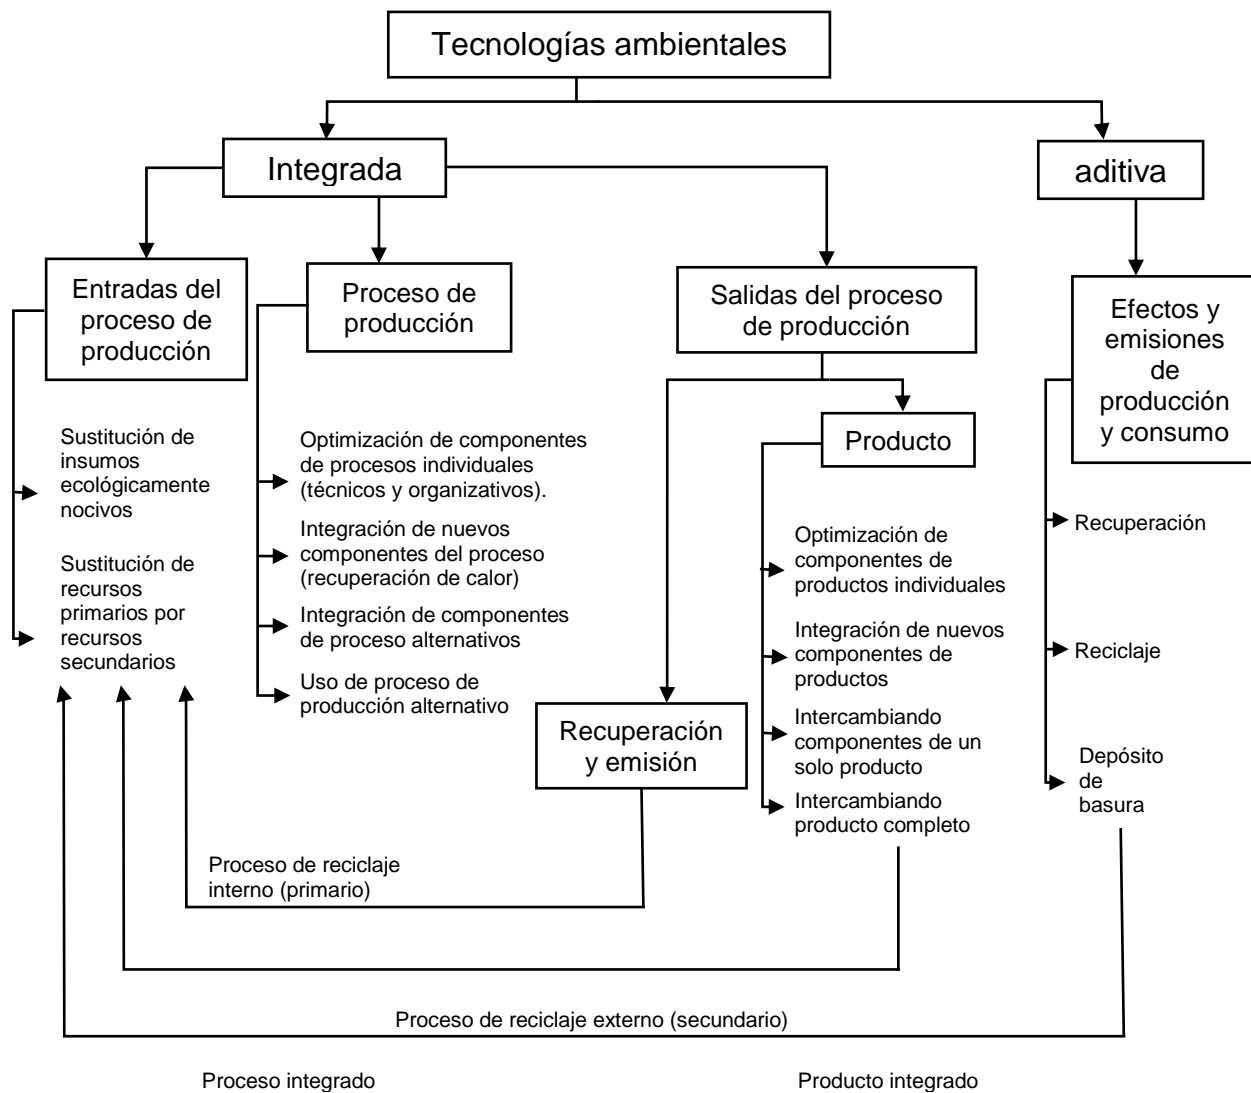 Tecnologías ambientales
Integrada
aditiva
Entradas del
proceso de
producción
Proceso de
producción
Salidas del proceso
de producción
Efectos y
emisiones
de
producción
y consumo
Sustitución de
insumos
ecológicamente
nocivos
Sustitución de
recursos
primarios por
recursos
secundarios
Optimización de componentes
de procesos individuales
(técnicos y organizativos).
Integración de nuevos
componentes del proceso
(recuperación de calor)
Integración de componentes
de proceso alternativos
Uso de proceso de
producción alternativo
Recuperación
y emisión
Producto
Optimización de
componentes de
productos individuales
Integración de nuevos
componentes de
productos
Intercambiando
componentes de un
solo producto
Intercambiando
producto completo
Recuperación
Reciclaje
Depósito
de
basura
Proceso de reciclaje
interno (primario)
Proceso de reciclaje externo (secundario)
Proceso integrado
Producto integrado